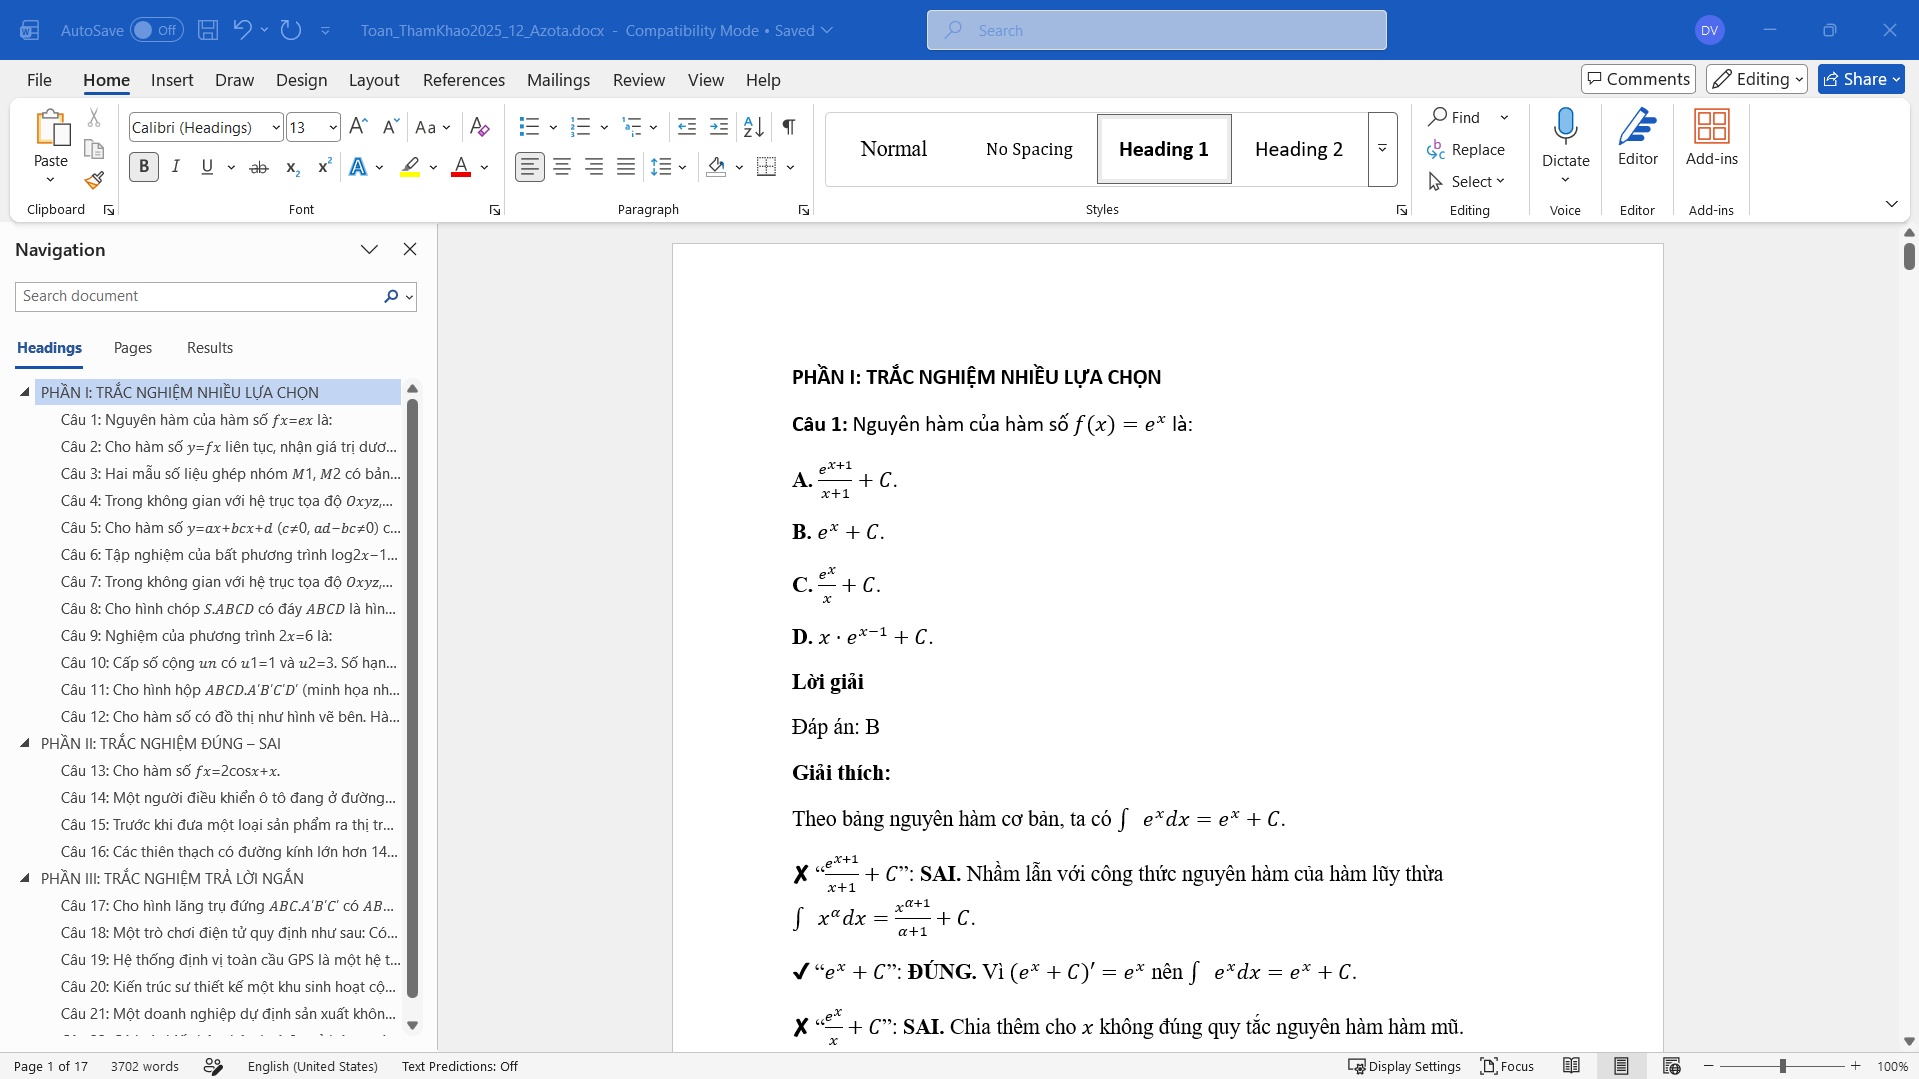 AutoSave Off Toan_ThamKhao2025_12_Azota.docx - Compatibility Mode • Saved Search DV
File Home Insert Draw Design Layout References Mailings Review View Help Comments Editing Share
Paste
Clipboard
Calibri (Headings) 13
Font
Paragraph
Normal No Spacing Heading 1 Heading 2
Styles
Find
Replace
Select
Editing
Dictate
Voice
Editor
Editor
Add-ins
Add-ins
Navigation
Search document
Headings Pages Results
PHẦN I: TRẮC NGHIỆM NHIỀU LỰA CHỌN
Câu 1: Nguyên hàm của hàm số fx=ex là:
Câu 2: Cho hàm số y=fx liên tục, nhận giá trị dươ...
Câu 3: Hai mẫu số liệu ghép nhóm M1, M2 có bản...
Câu 4: Trong không gian với hệ trục tọa độ Oxyz,...
Câu 5: Cho hàm số y=ax+bcx+d (c≠0, ad−bc≠0) c...
Câu 6: Tập nghiệm của bất phương trình log2x−1...
Câu 7: Trong không gian với hệ trục tọa độ Oxyz,...
Câu 8: Cho hình chóp S.ABCD có đáy ABCD là hìn...
Câu 9: Nghiệm của phương trình 2x=6 là:
Câu 10: Cấp số cộng un có u1=1 và u2=3. Số hạn...
Câu 11: Cho hình hộp ABCD.A′B′C′D′ (minh họa nh...
Câu 12: Cho hàm số có đồ thị như hình vẽ bên. Hà...
PHẦN II: TRẮC NGHIỆM ĐÚNG – SAI
Câu 13: Cho hàm số fx=2cosx+x.
Câu 14: Một người điều khiển ô tô đang ở đường...
Câu 15: Trước khi đưa một loại sản phẩm ra thị tr...
Câu 16: Các thiên thạch có đường kính lớn hơn 14...
PHẦN III: TRẮC NGHIỆM TRẢ LỜI NGẮN
Câu 17: Cho hình lăng trụ đứng ABC.A′B′C′ có AB...
Câu 18: Một trò chơi điện tử quy định như sau: Có...
Câu 19: Hệ thống định vị toàn cầu GPS là một hệ t...
Câu 20: Kiến trúc sư thiết kế một khu sinh hoạt cộ...
Câu 21: Một doanh nghiệp dự định sản xuất khôn...
PHẦN I: TRẮC NGHIỆM NHIỀU LỰA CHỌN
Câu 1: Nguyên hàm của hàm số f(x) = e^x là:
A. e^(x+1)/(x+1) + C.
B. e^x + C.
C. e^x/x + C.
D. x · e^(x−1) + C.
Lời giải
Đáp án: B
Giải thích:
Theo bảng nguyên hàm cơ bản, ta có ∫ e^x dx = e^x + C.
✘ “e^(x+1)/(x+1) + C”: SAI. Nhầm lẫn với công thức nguyên hàm của hàm lũy thừa
∫ x^α dx = x^(α+1)/(α+1) + C.
✔ “e^x + C”: ĐÚNG. Vì (e^x + C)′ = e^x nên ∫ e^x dx = e^x + C.
✘ “e^x/x + C”: SAI. Chia thêm cho x không đúng quy tắc nguyên hàm hàm mũ.
Page 1 of 17 3702 words English (United States) Text Predictions: Off Display Settings Focus 100%